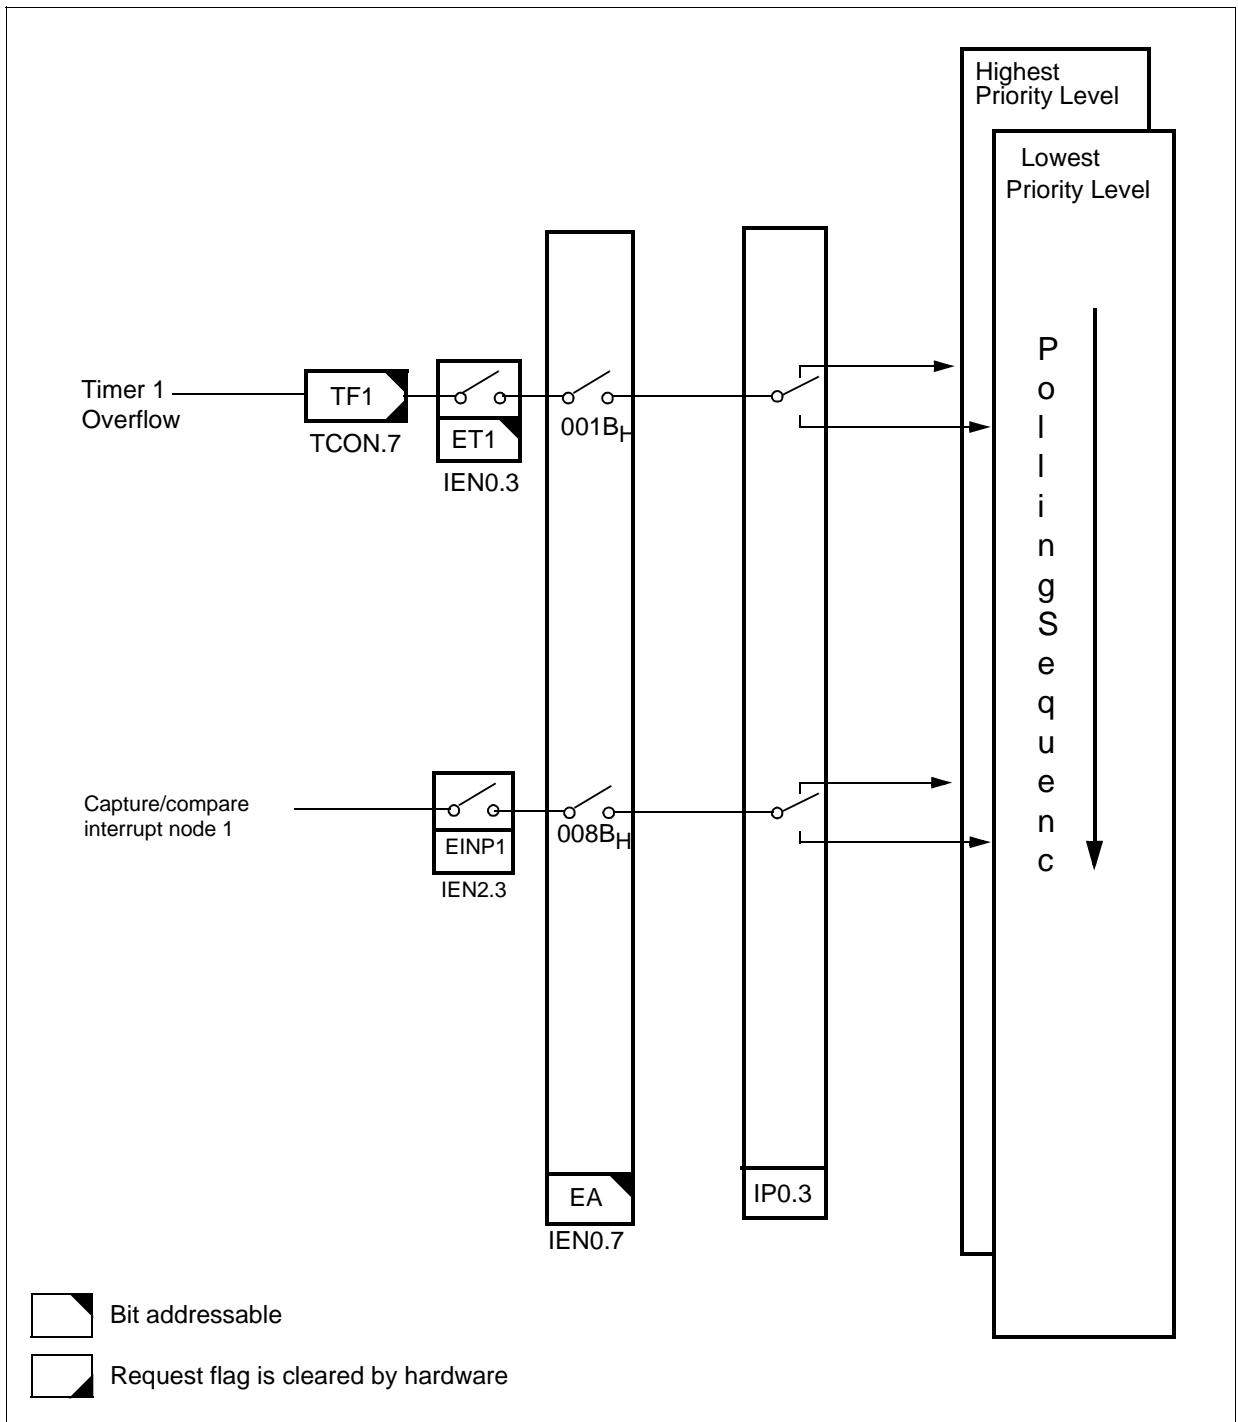 Highest
Priority Level
Lowest
Priority Level
Timer 1
Overflow
TF1
TCON.7
ET1
IEN0.3
001BH
Capture/compare
interrupt node 1
EINP1
IEN2.3
008BH
EA
IEN0.7
IP0.3
P
o
l
l
i
n
g
S
e
q
u
e
n
c
Bit addressable
Request flag is cleared by hardware